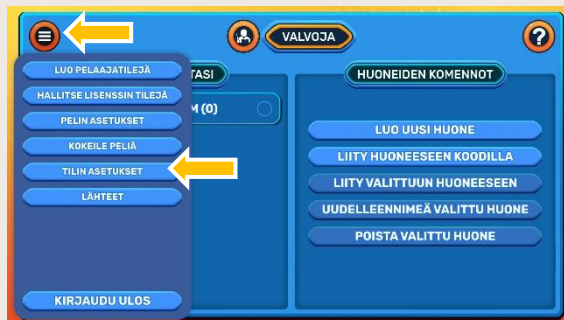 VALVOJA
?
LUO PELAAJATILEJÄ
HALLITSE LISENSSIN TILEJÄ
PELIN ASETUKSET
KOKEILE PELIÄ
TILIN ASETUKSET
LÄHTEET
KIRJAUDU ULOS
TASI
M (0)
HUONEIDEN KOMENNOT
LUO UUSI HUONE
LIITY HUONEESEEN KOODILLA
LIITY VALITTUUN HUONEESEEN
UUDELLEENNIMEÄ VALITTU HUONE
POISTA VALITTU HUONE